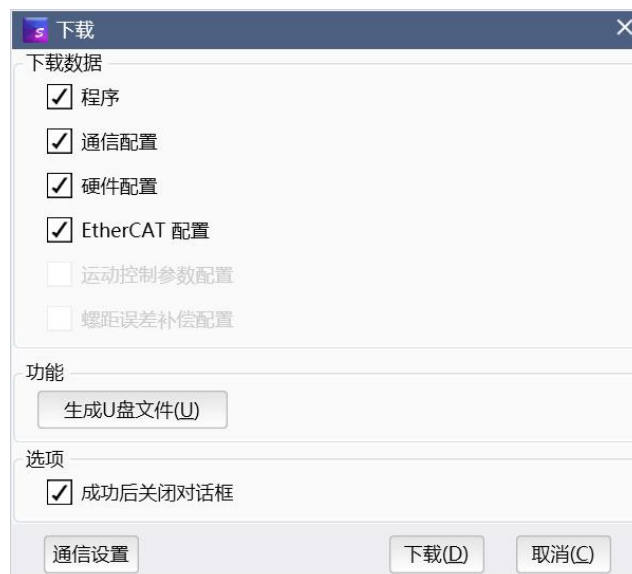 下载
下载数据
程序
通信配置
硬件配置
EtherCAT 配置
运动控制参数配置
螺距误差补偿配置
功能
生成U盘文件(U)
选项
成功后关闭对话框
通信设置 下载(D) 取消(C)